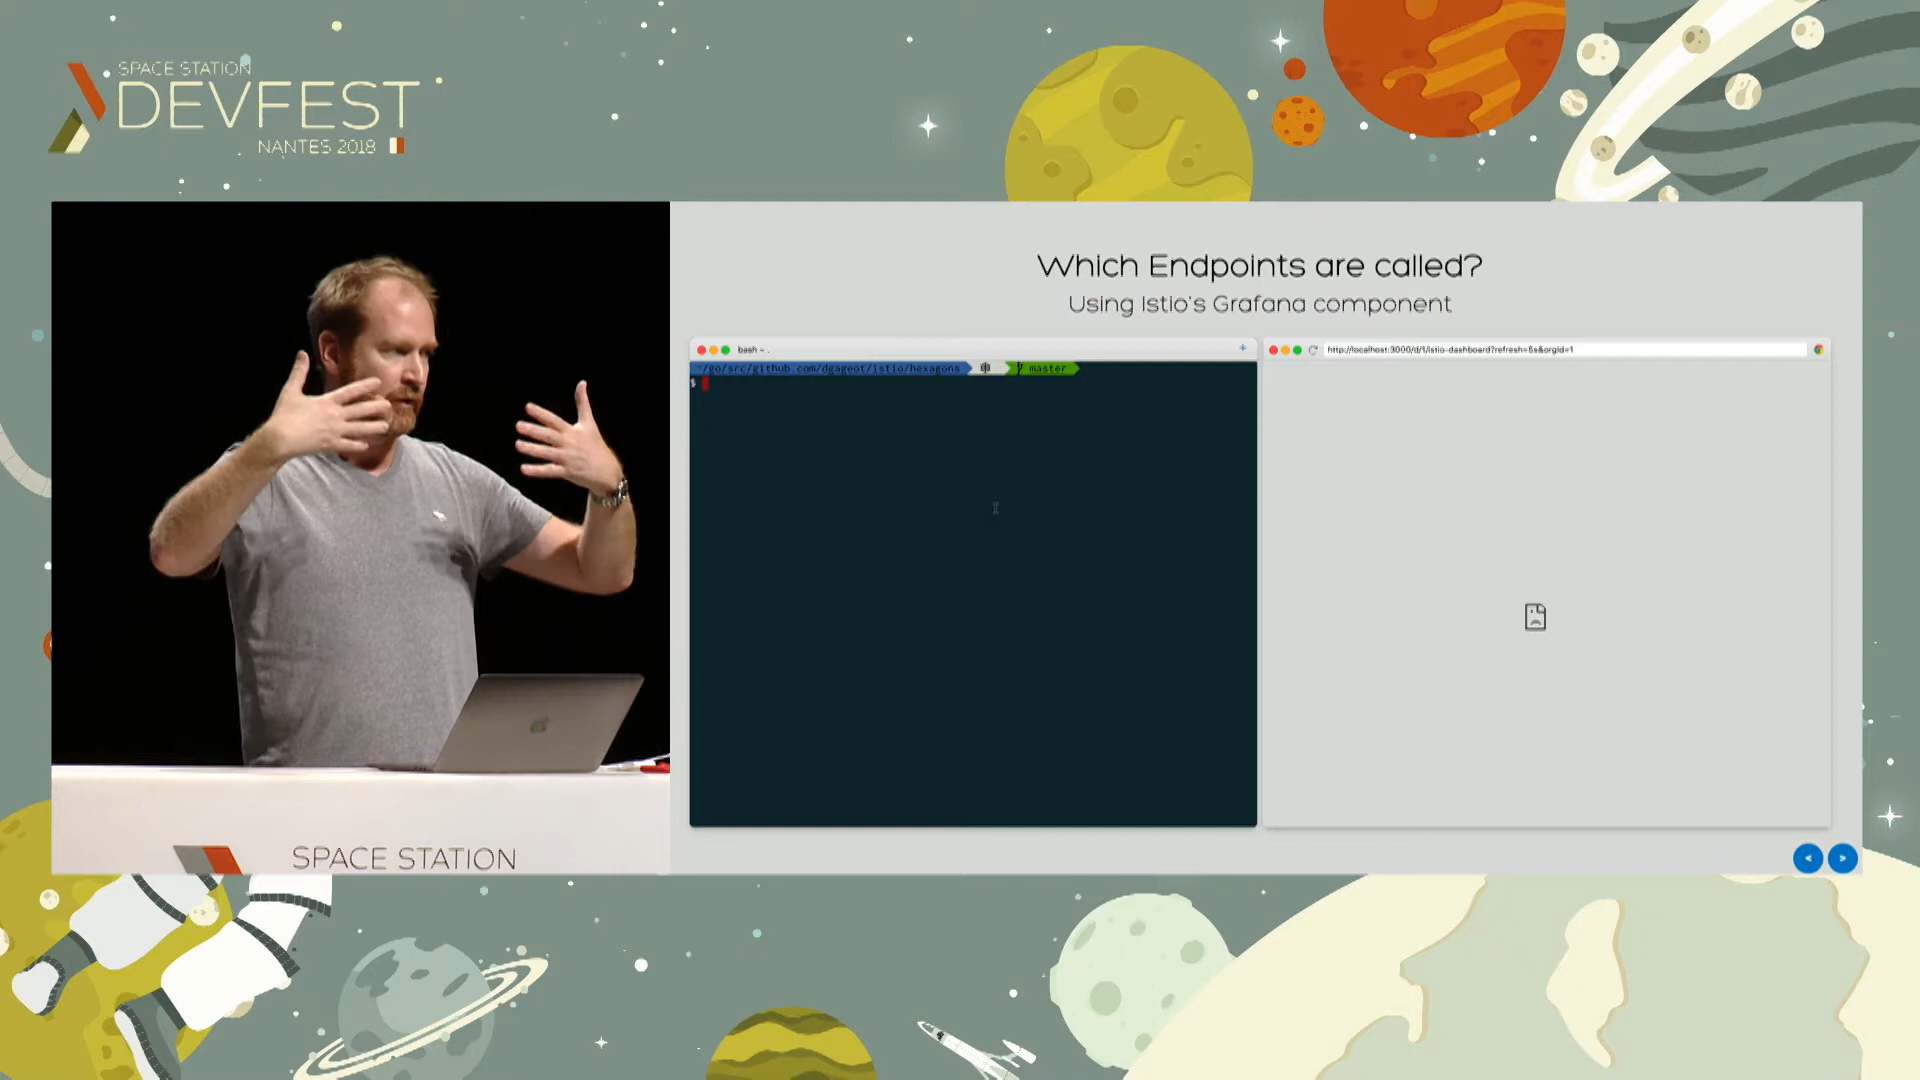 SPACE STATION
DEVFEST
NANTES 2018
Which Endpoints are called?
Using Istio's Grafana component
bash ~ .
http://localhost:3000/d/1/istio-dashboard?refresh=5s&orgId=1
~/go/src/github.com/dgageot/istio/hexagons master
$
SPACE STATION